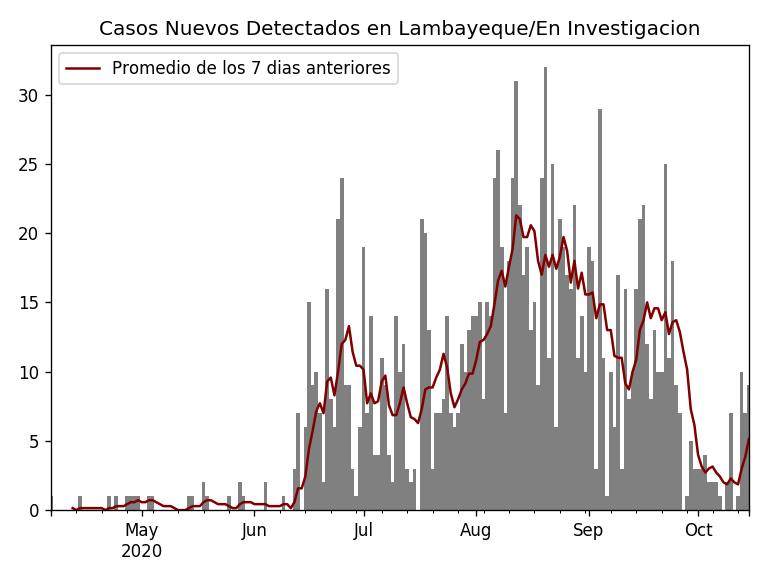 Casos Nuevos Detectados en Lambayeque/En Investigacion
Promedio de los 7 dias anteriores
30
25
20
15
10
5
0
May Jun Jul Aug Sep Oct
2020